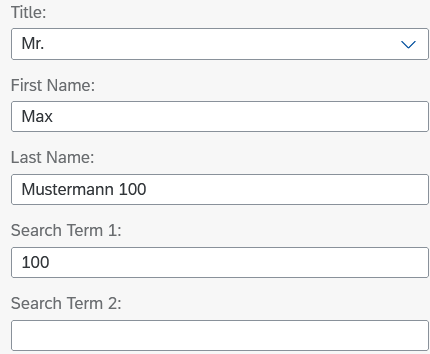 Title:
Mr.
First Name:
Max
Last Name:
Mustermann 100
Search Term 1:
100
Search Term 2: